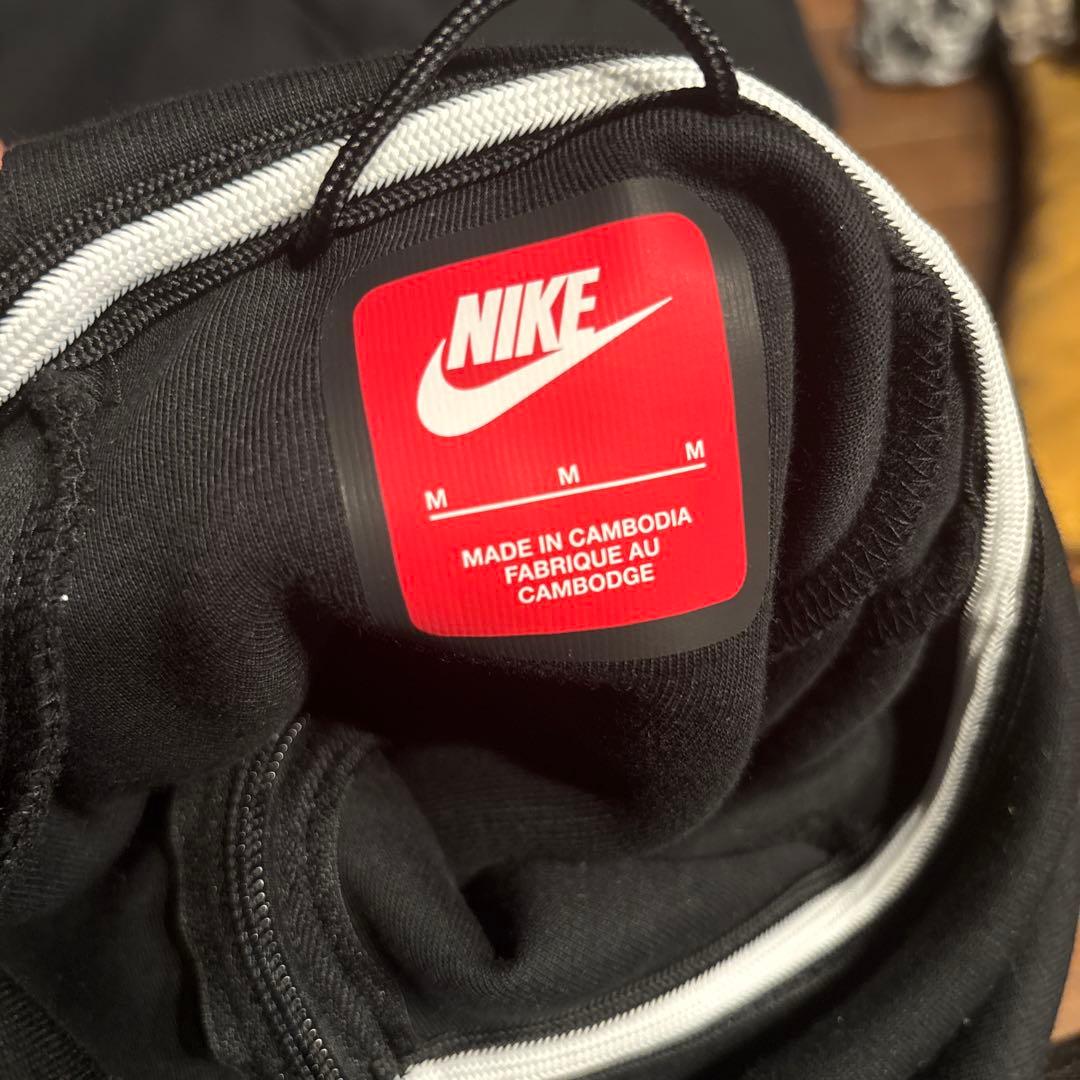 NIKE
M M M
MADE IN CAMBODIA
FABRIQUE AU
CAMBODGE